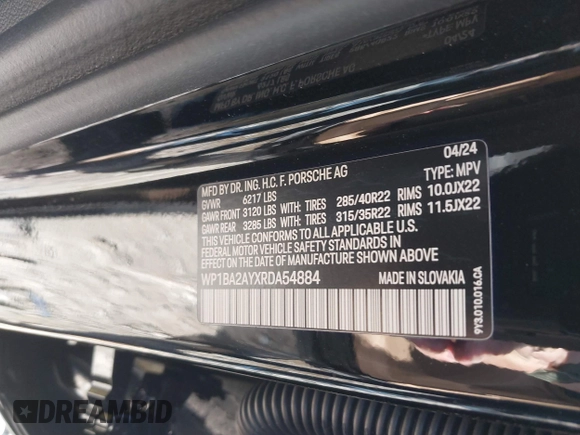 MFD BY DR. ING. H.C. F. PORSCHE AG 04/24
GVWR 6217 LBS TYPE: MPV
GAWR FRONT 3120 LBS WITH: TIRES 285/40R22 RIMS 10.0JX22
GAWR REAR 3285 LBS WITH: TIRES 315/35R22 RIMS 11.5JX22
THIS VEHICLE CONFORMS TO ALL APPLICABLE U.S.
FEDERAL MOTOR VEHICLE SAFETY STANDARDS IN
EFFECT ON THE DATE OF MANUFACTURE SHOWN ABOVE.
WP1BA2AYXRDA54884 MADE IN SLOVAKIA
9Y3.010.016.CA
DREAMBID